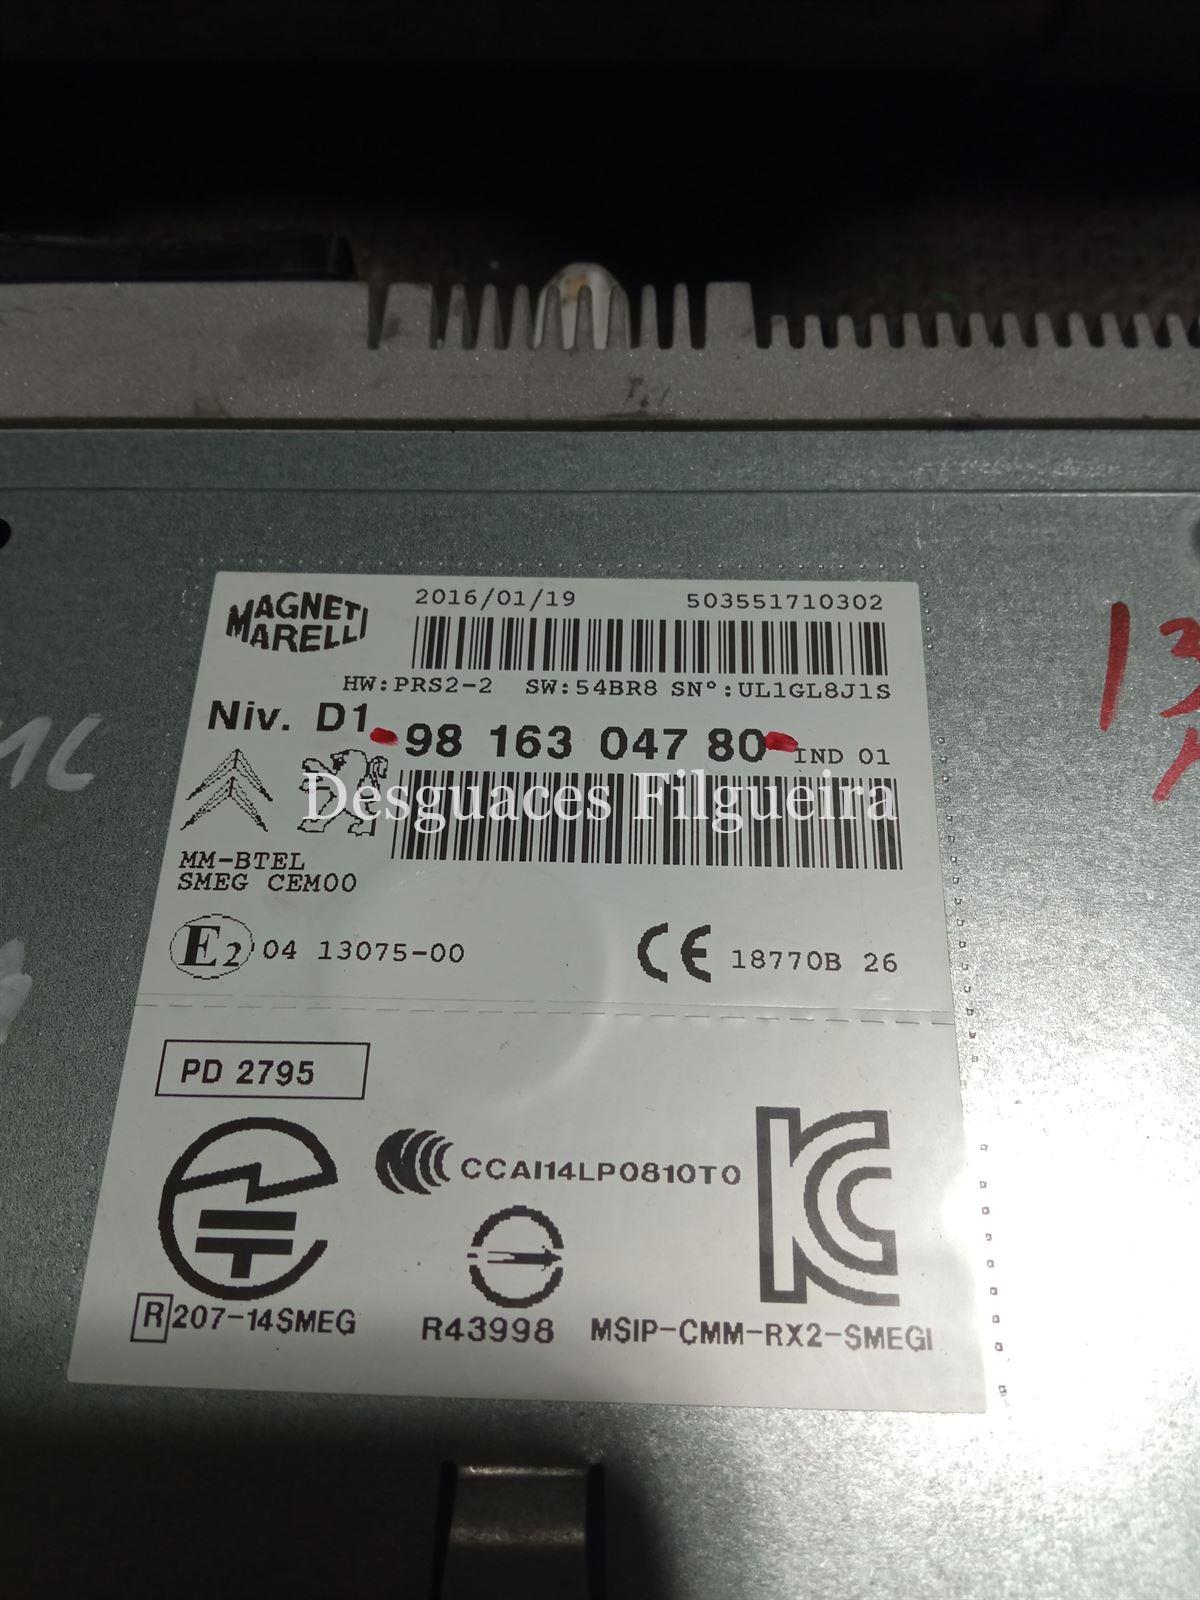 MAGNETI
MARELLI
2016/01/19 503551710302
HW:PRS2-2 SW:54BR8 SN°:UL1GL8J1S
Niv. D1 98 163 047 80 IND 01
Desguaces Filgueira
MM-BTEL
SMEG CEM00
E2 04 13075-00
CE 18770B 26
PD 2795
CCAI14LP0810T0
R 207-14SMEG
R43998
MSIP-CMM-RX2-SMEGI
13